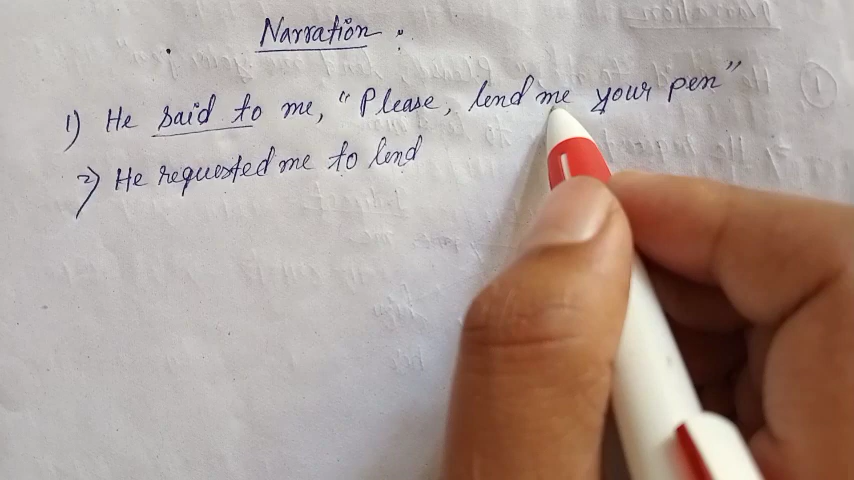 Narration :
1) He said to me, "Please, lend me your pen"
2) He requested me to lend